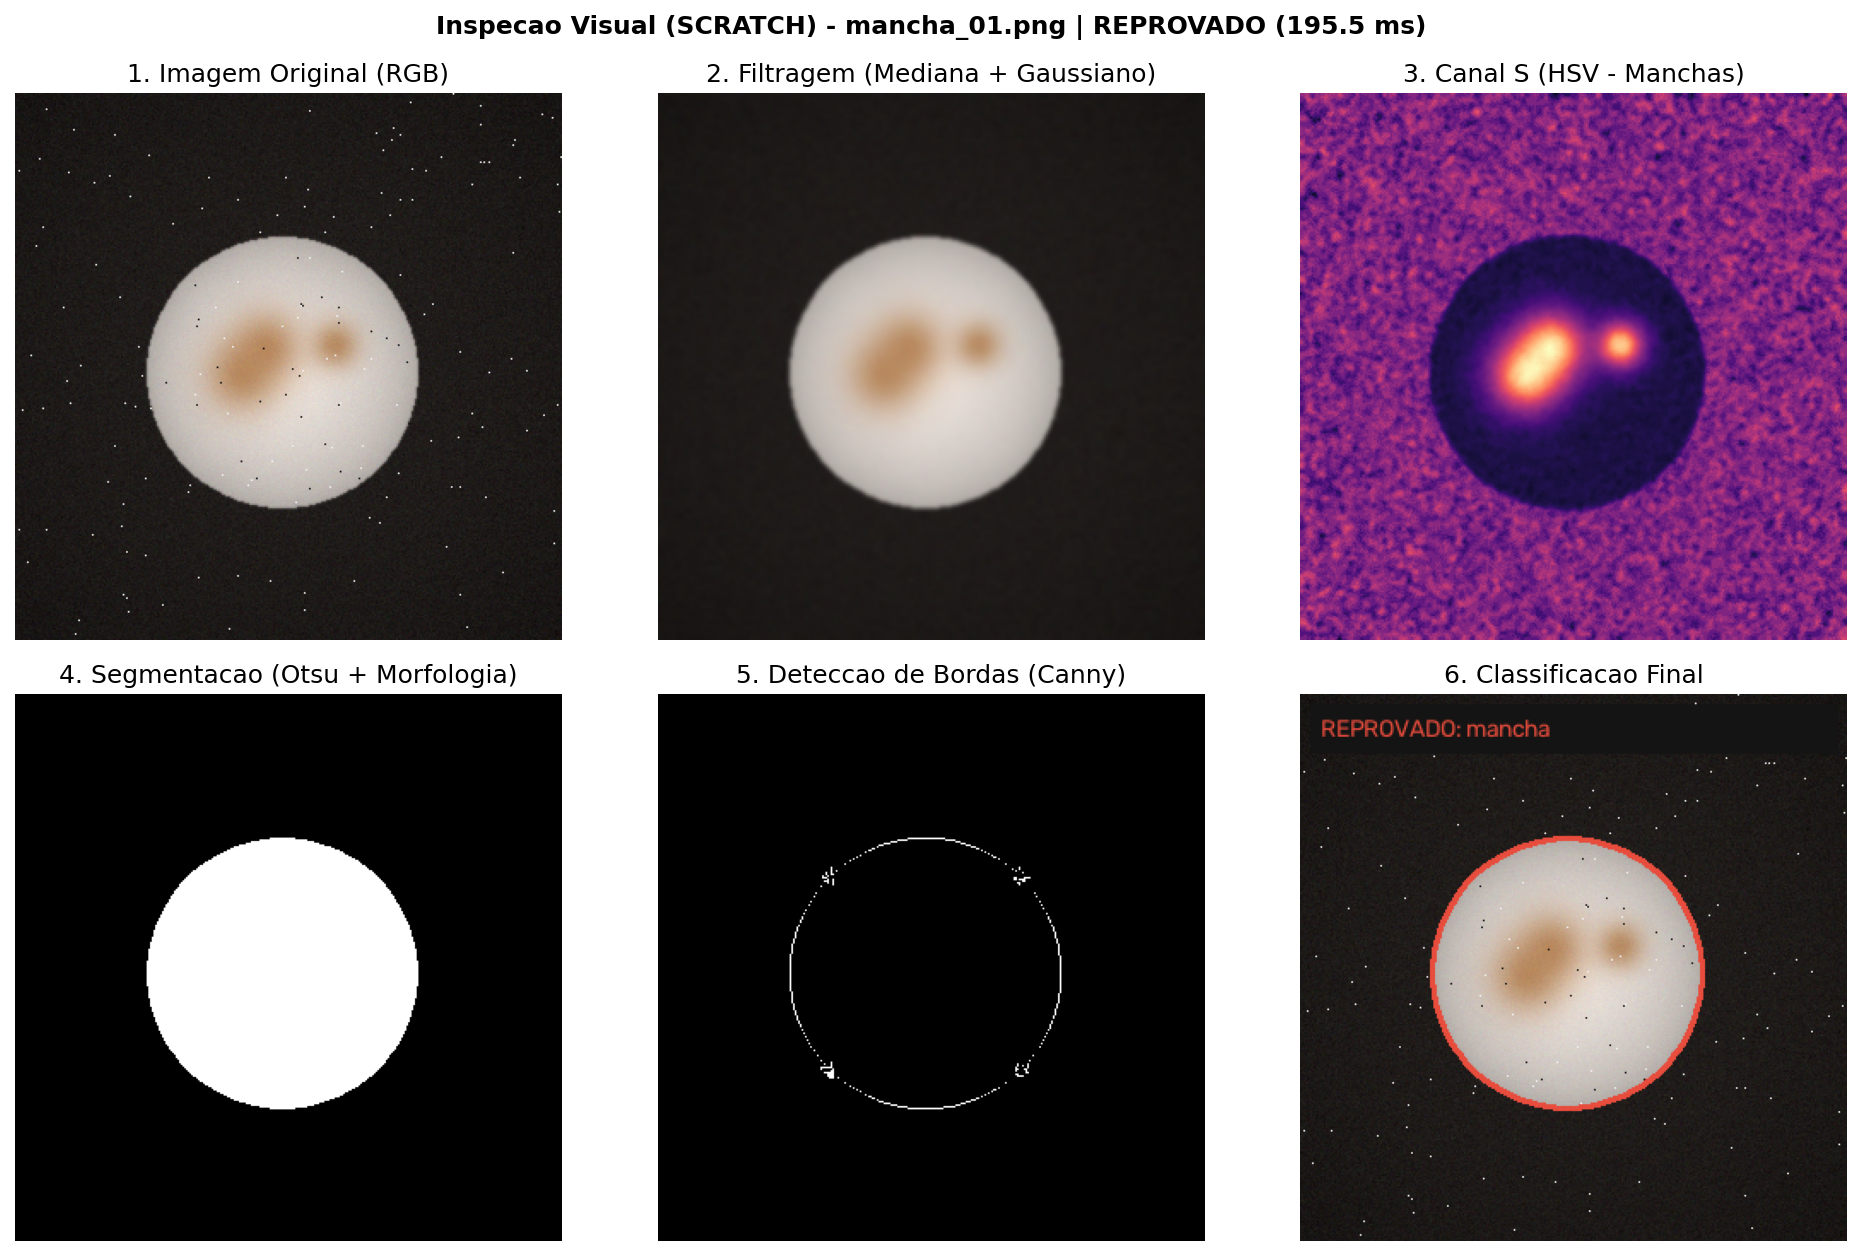 Inspecao Visual (SCRATCH) - mancha_01.png | REPROVADO (195.5 ms)
1. Imagem Original (RGB)
2. Filtragem (Mediana + Gaussiano)
3. Canal S (HSV - Manchas)
4. Segmentacao (Otsu + Morfologia)
5. Deteccao de Bordas (Canny)
6. Classificacao Final
REPROVADO: mancha